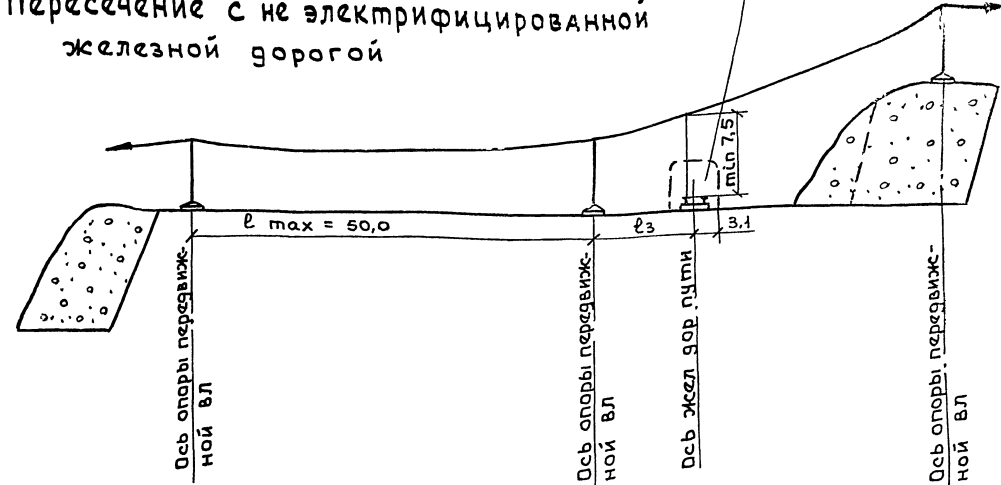 Пересечение с не электрифицированной
железной дорогой
min 7,5
ℓ max = 50,0
ℓ3
3,1
Ось опоры передвиж-
ной ВЛ
Ось опоры передвиж-
ной ВЛ
Ось жел дор пути
Ось опоры передвиж-
ной ВЛ